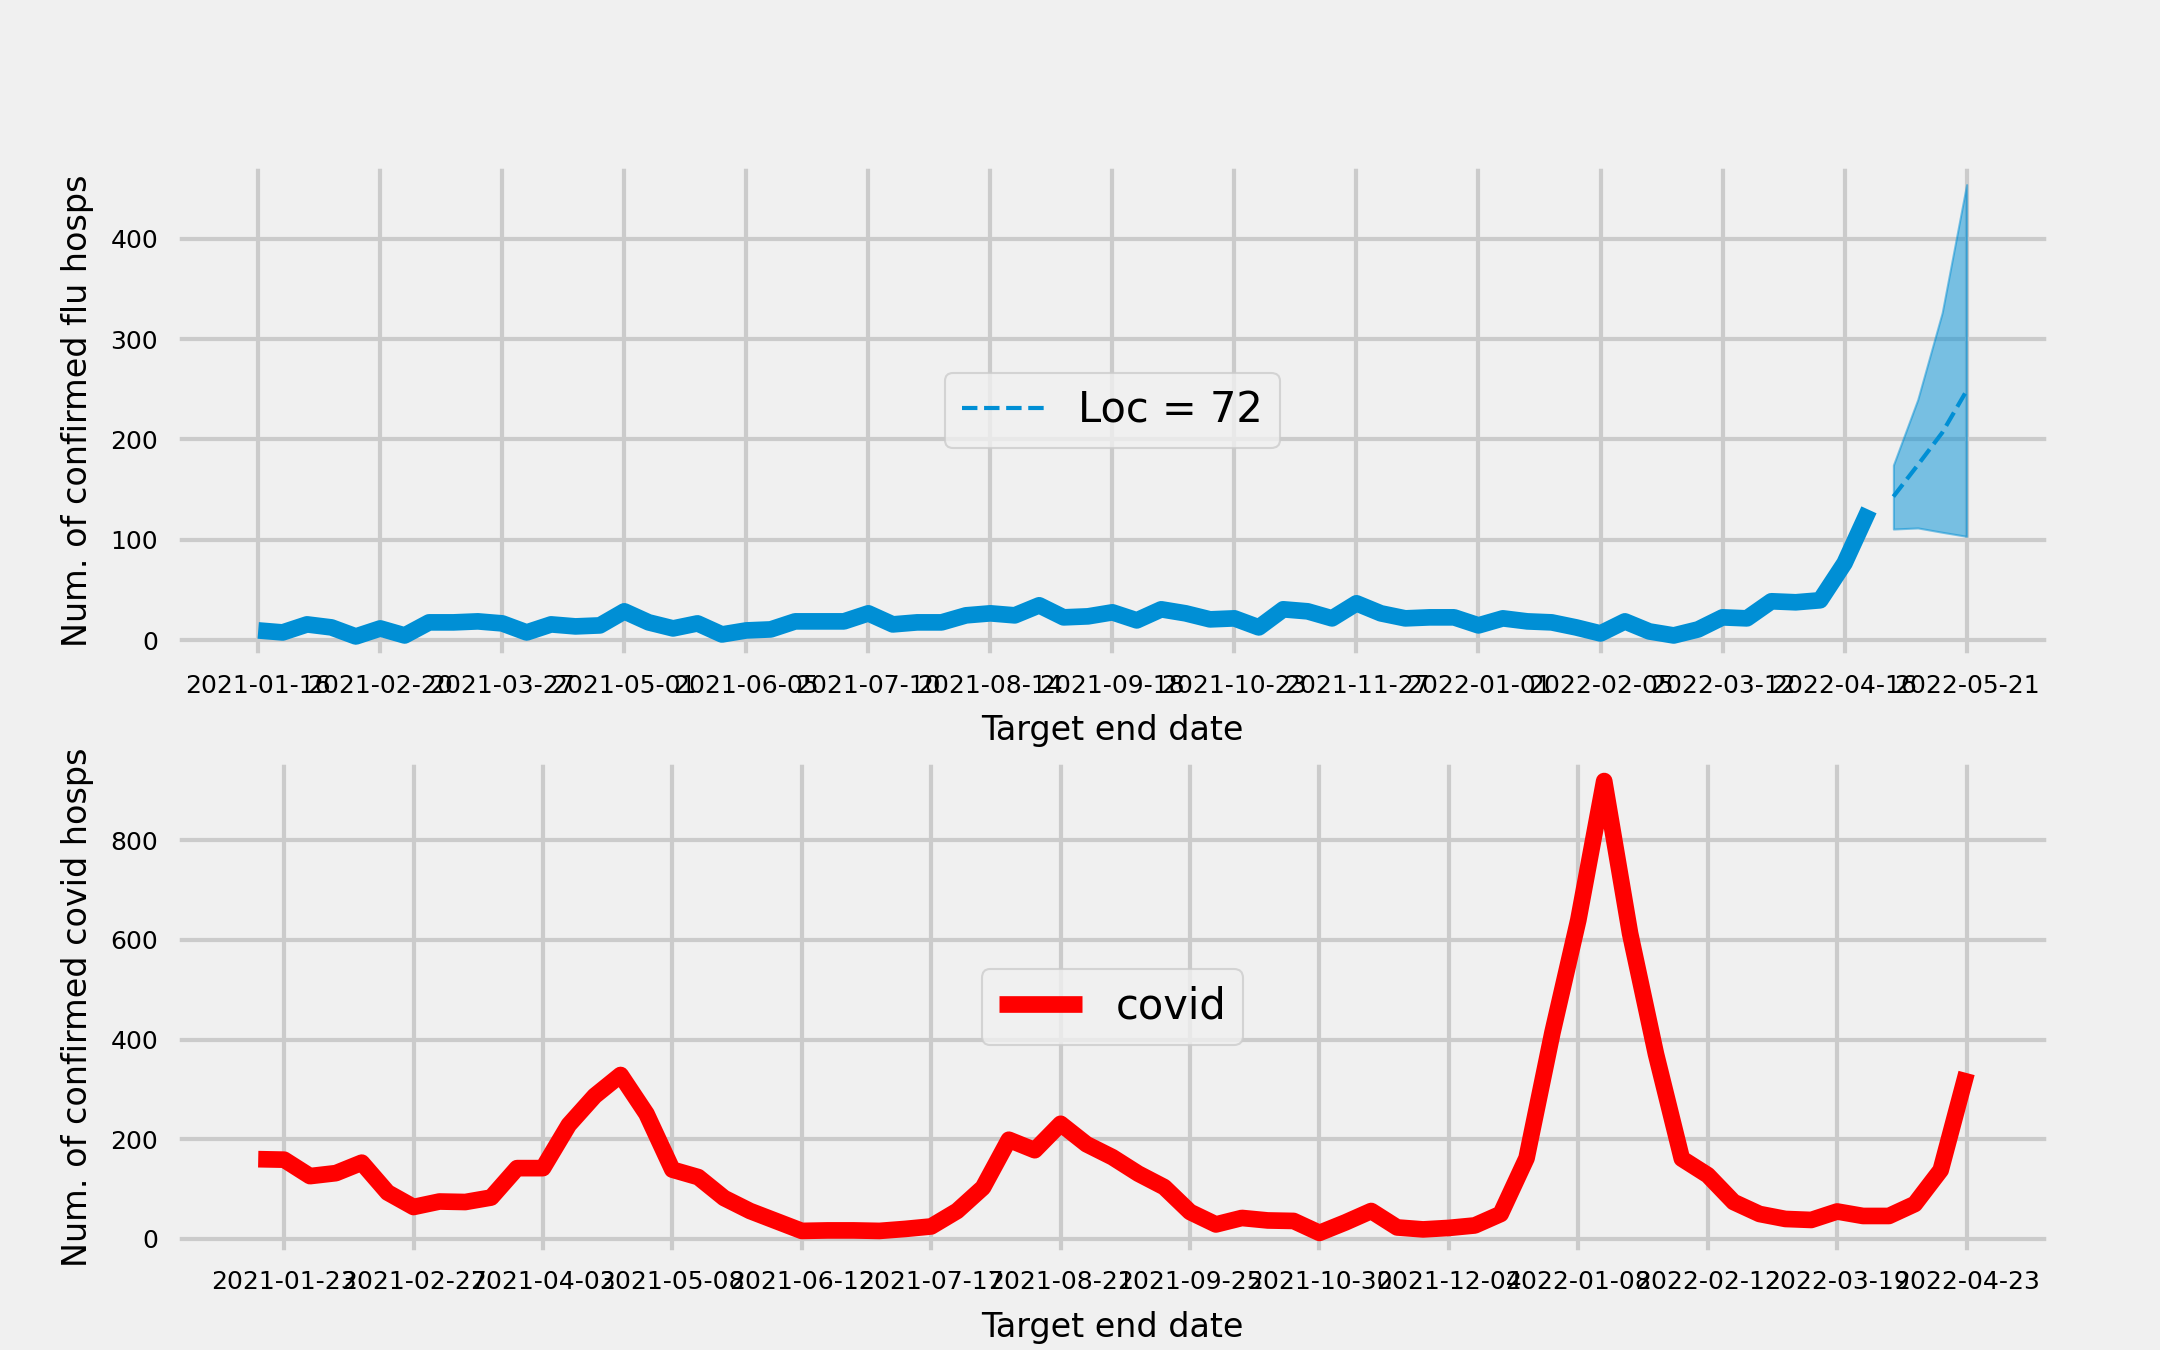 Num. of confirmed flu hosps
400
300
200
100
0
Loc = 72
2021-01-16 2021-02-20 2021-03-27 2021-05-01 2021-06-05 2021-07-10 2021-08-14 2021-09-18 2021-10-23 2021-11-27 2022-01-01 2022-02-05 2022-03-12 2022-04-16 2022-05-21
Target end date
Num. of confirmed covid hosps
800
600
400
200
0
covid
2021-01-23 2021-02-27 2021-04-03 2021-05-08 2021-06-12 2021-07-17 2021-08-21 2021-09-25 2021-10-30 2021-12-04 2022-01-08 2022-02-12 2022-03-19 2022-04-23
Target end date